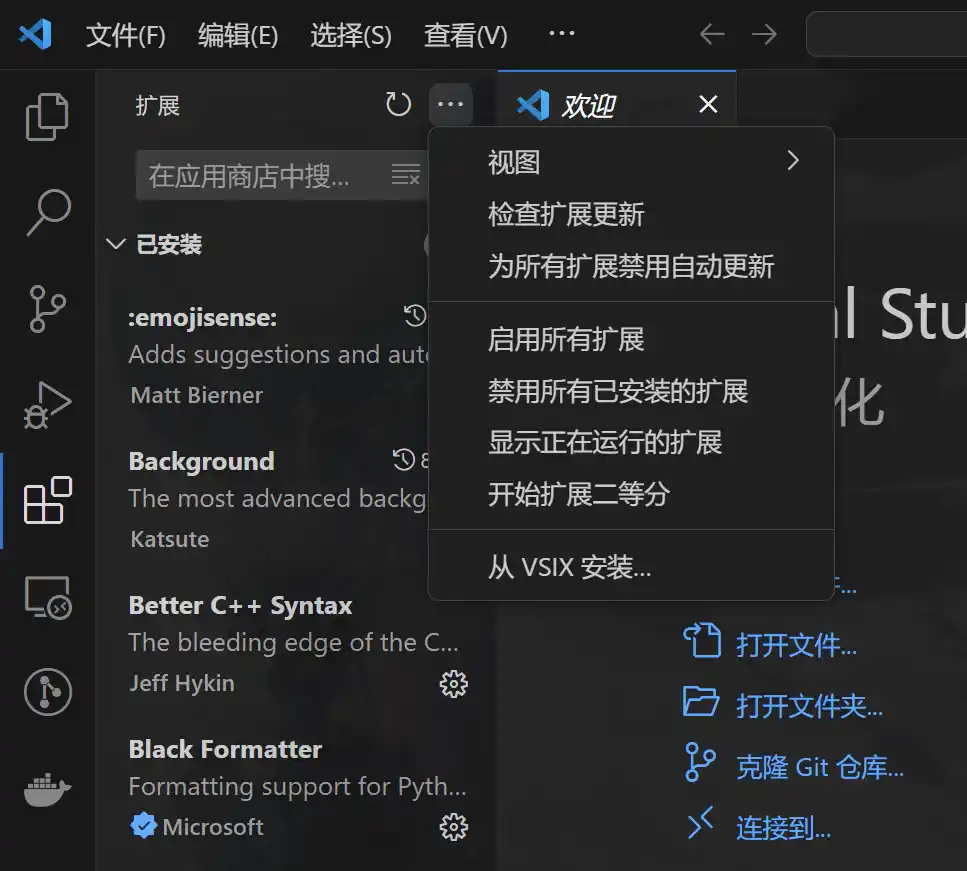 文件(F) 编辑(E) 选择(S) 查看(V) ...
扩展
欢迎
在应用商店中搜...
已安装
:emojisense:
Adds suggestions and aut
Matt Bierner
Background
8
The most advanced backg
Katsute
Better C++ Syntax
The bleeding edge of the C...
Jeff Hykin
Black Formatter
Formatting support for Pyth...
Microsoft
视图
检查扩展更新
为所有扩展禁用自动更新
启用所有扩展
禁用所有已安装的扩展
显示正在运行的扩展
开始扩展二等分
从 VSIX 安装...
l Stu
化
打开文件...
打开文件夹...
克隆 Git 仓库...
连接到...